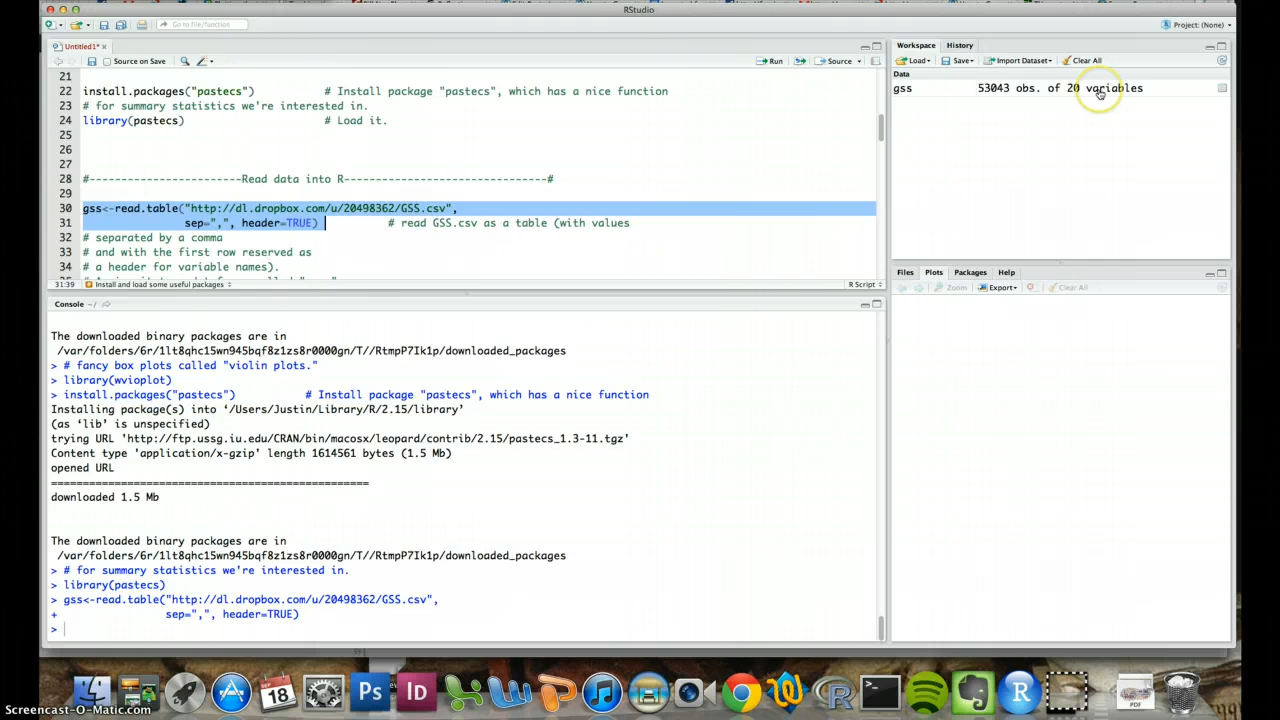 RStudio
Go to file/function
Project: (None)
Untitled1*
Source on Save
Run
Source
21
22 install.packages("pastecs") # Install package "pastecs", which has a nice function
23 # for summary statistics we're interested in.
24 library(pastecs) # Load it.
25
26
27
28 #------------------------Read data into R--------------------------------#
29
30 gss<-read.table("http://dl.dropbox.com/u/20498362/GSS.csv",
31 sep=",", header=TRUE) # read GSS.csv as a table (with values
32 # separated by a comma
33 # and with the first row reserved as
34 # a header for variable names).
31:39 Install and load some useful packages R Script
Console ~/
The downloaded binary packages are in
/var/folders/6r/1lt8qhc15wn945bqf8z1zs8r0000gn/T//RtmpP7Ik1p/downloaded_packages
> # fancy box plots called "violin plots."
> library(wvioplot)
> install.packages("pastecs") # Install package "pastecs", which has a nice function
Installing package(s) into ‘/Users/Justin/Library/R/2.15/library’
(as ‘lib’ is unspecified)
trying URL 'http://ftp.ussg.iu.edu/CRAN/bin/macosx/leopard/contrib/2.15/pastecs_1.3-11.tgz'
Content type 'application/x-gzip' length 1614561 bytes (1.5 Mb)
opened URL
==================================================
downloaded 1.5 Mb
The downloaded binary packages are in
/var/folders/6r/1lt8qhc15wn945bqf8z1zs8r0000gn/T//RtmpP7Ik1p/downloaded_packages
> # for summary statistics we're interested in.
> library(pastecs)
> gss<-read.table("http://dl.dropbox.com/u/20498362/GSS.csv",
+ sep=",", header=TRUE)
>
Workspace History
Load Save Import Dataset Clear All
Data
gss 53043 obs. of 20 variables
Files Plots Packages Help
Zoom Export Clear All
18
Ps
Id
R
R
PDF
Screencast-O-Matic.com